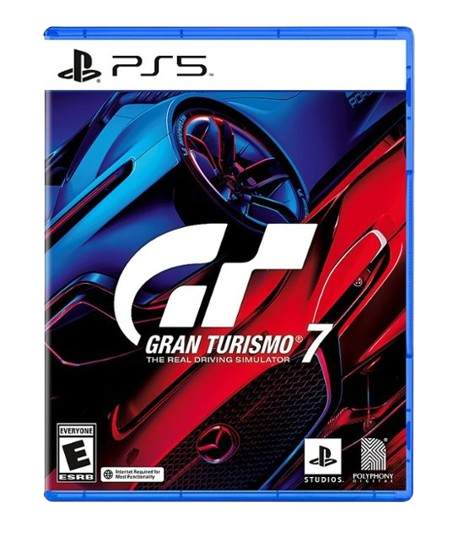 PS5
GT
GRAN TURISMO® 7
THE REAL DRIVING SIMULATOR
EVERYONE
E
ESRB
Internet Required for
Most Functionality
PlayStation
STUDIOS
POLYPHONY
DIGITAL